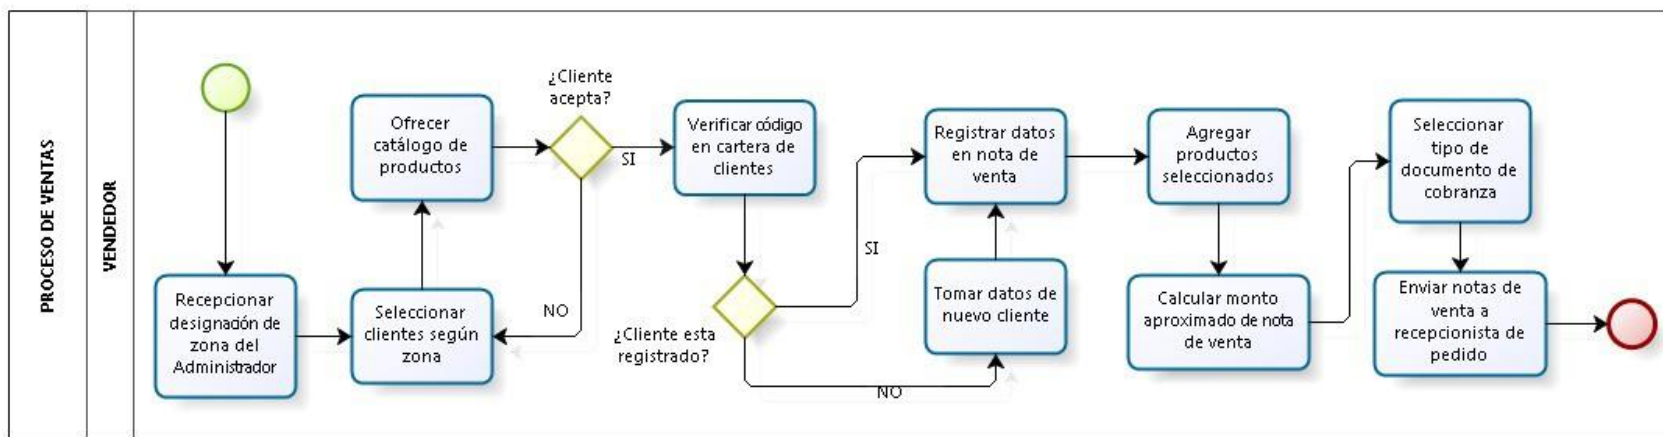 PROCESO DE VENTAS
VENDEDOR
Recepcionar
designación de
zona del
Administrador
Seleccionar
clientes según
zona
Ofrecer
catálogo de
productos
¿Cliente
acepta?
SI
NO
Verificar código
en cartera de
clientes
¿Cliente esta
registrado?
SI
NO
Tomar datos de
nuevo cliente
Registrar datos
en nota de
venta
Agregar
productos
seleccionados
Calcular monto
aproximado de nota
de venta
Seleccionar
tipo de
documento de
cobranza
Enviar notas de
venta a
recepcionista de
pedido